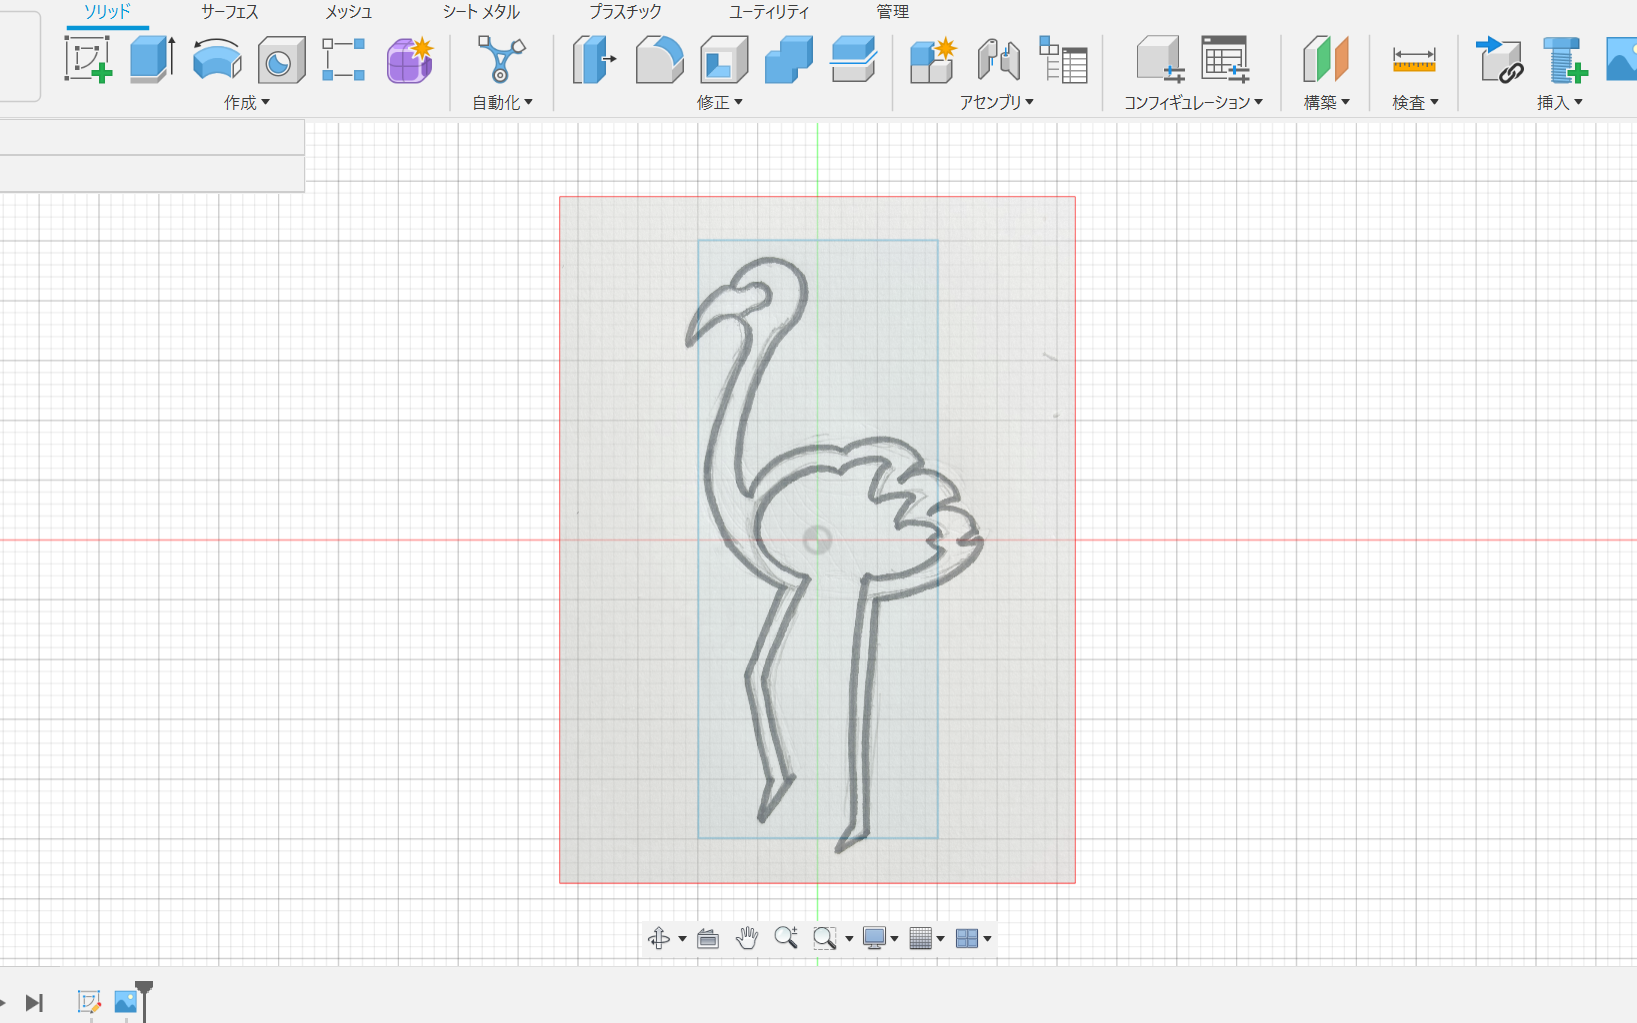 ソリッド サーフェス メッシュ シート メタル プラスチック ユーティリティ 管理
作成 自動化 修正 アセンブリ コンフィギュレーション 構築 検査 挿入